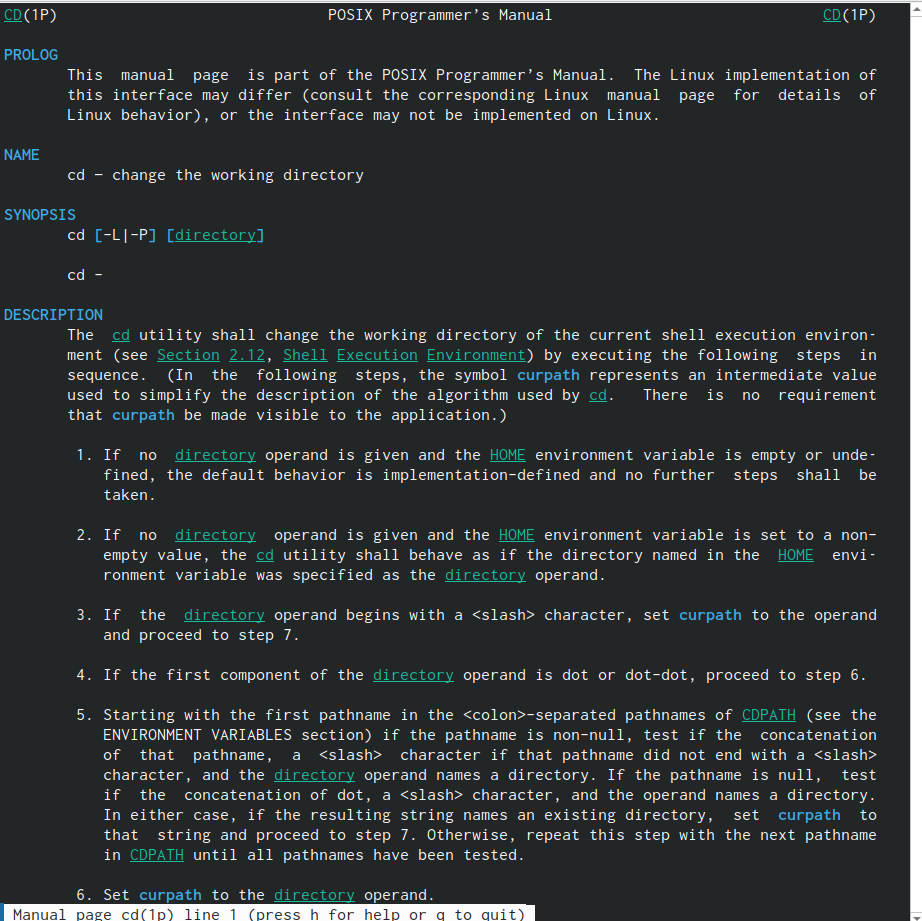 CD(1P) POSIX Programmer’s Manual CD(1P)
PROLOG
This manual page is part of the POSIX Programmer’s Manual. The Linux implementation of
this interface may differ (consult the corresponding Linux manual page for details of
Linux behavior), or the interface may not be implemented on Linux.
NAME
cd − change the working directory
SYNOPSIS
cd [−L|−P] [directory]
cd −
DESCRIPTION
The cd utility shall change the working directory of the current shell execution environ‐
ment (see Section 2.12, Shell Execution Environment) by executing the following steps in
sequence. (In the following steps, the symbol curpath represents an intermediate value
used to simplify the description of the algorithm used by cd. There is no requirement
that curpath be made visible to the application.)
1. If no directory operand is given and the HOME environment variable is empty or unde‐
fined, the default behavior is implementation-defined and no further steps shall be
taken.
2. If no directory operand is given and the HOME environment variable is set to a non-
empty value, the cd utility shall behave as if the directory named in the HOME envi‐
ronment variable was specified as the directory operand.
3. If the directory operand begins with a <slash> character, set curpath to the operand
and proceed to step 7.
4. If the first component of the directory operand is dot or dot-dot, proceed to step 6.
5. Starting with the first pathname in the <colon>-separated pathnames of CDPATH (see the
ENVIRONMENT VARIABLES section) if the pathname is non-null, test if the concatenation
of that pathname, a <slash> character if that pathname did not end with a <slash>
character, and the directory operand names a directory. If the pathname is null, test
if the concatenation of dot, a <slash> character, and the operand names a directory.
In either case, if the resulting string names an existing directory, set curpath to
that string and proceed to step 7. Otherwise, repeat this step with the next pathname
in CDPATH until all pathnames have been tested.
6. Set curpath to the directory operand.
Manual page cd(1p) line 1 (press h for help or q to quit)